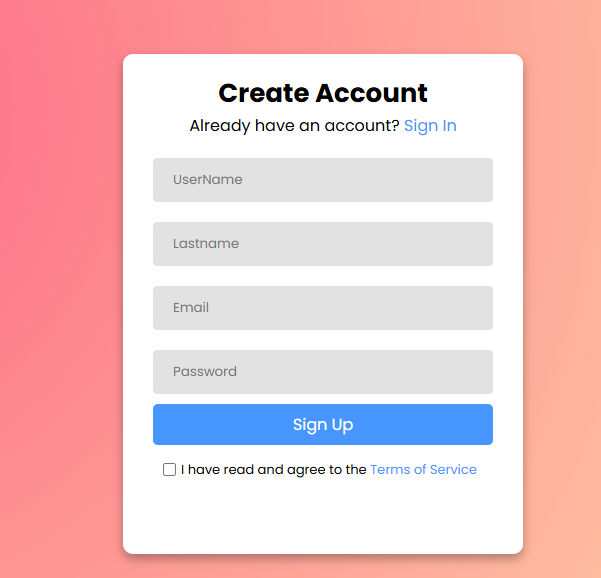 Create Account
Already have an account? Sign In
UserName
Lastname
Email
Password
Sign Up
I have read and agree to the Terms of Service